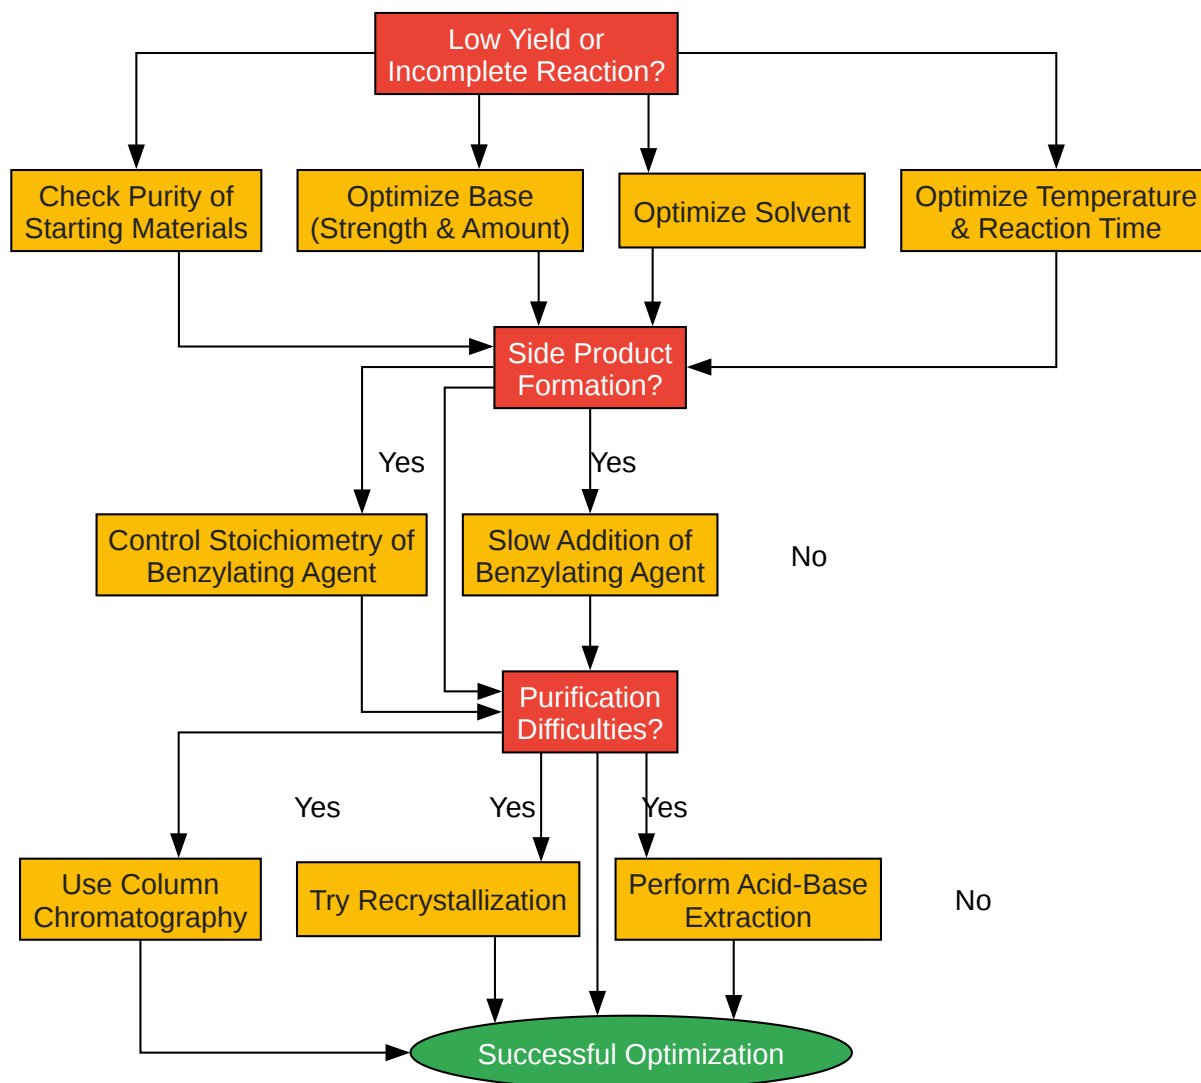 Low Yield or
Incomplete Reaction?
Check Purity of
Starting Materials
Optimize Base
(Strength & Amount)
Optimize Solvent
Optimize Temperature
& Reaction Time
Side Product
Formation?
Yes
Yes
Control Stoichiometry of
Benzylating Agent
Slow Addition of
Benzylating Agent
No
Purification
Difficulties?
Yes
Yes
Yes
Use Column
Chromatography
Try Recrystallization
Perform Acid-Base
Extraction
No
Successful Optimization